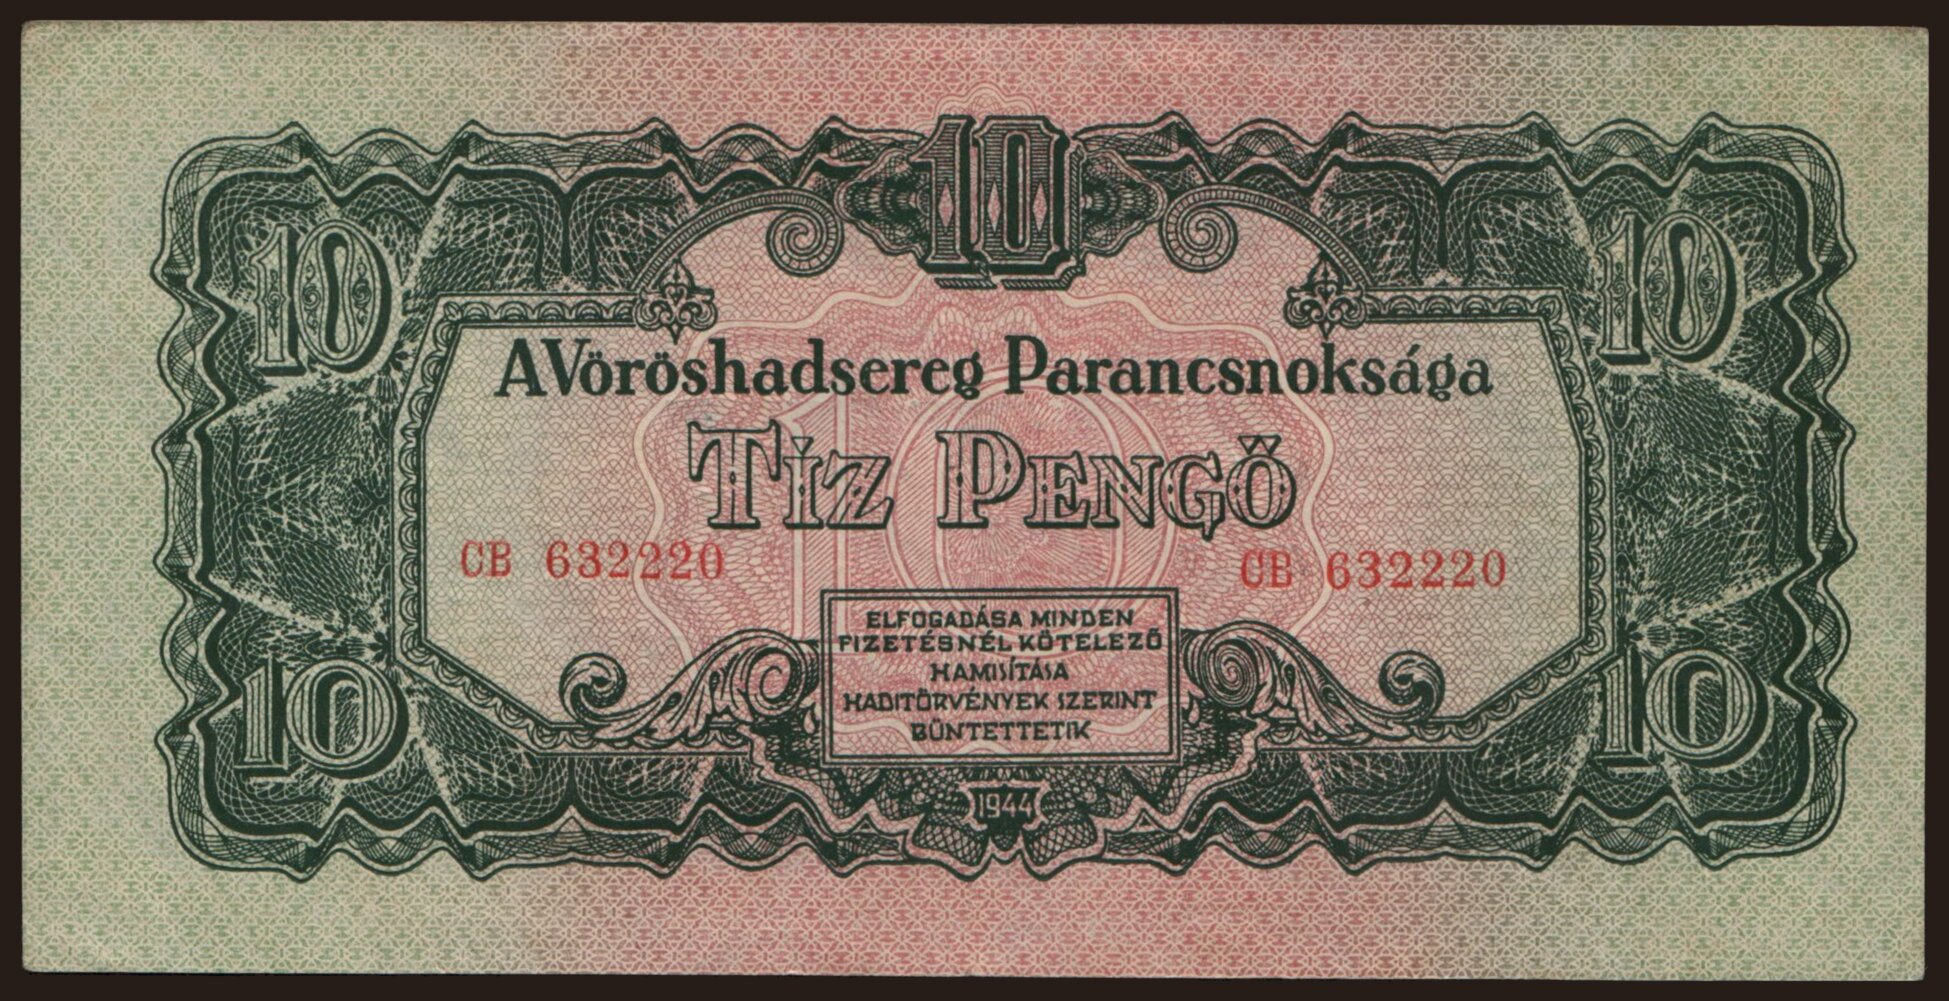 10
10 10
A Vöröshadsereg Parancsnoksága
TÍZ PENGŐ
CB 632220 CB 632220
ELFOGADÁSA MINDEN
FIZETÉSNÉL KÖTELEZŐ
HAMISÍTÁSA
HADITÖRVÉNYEK SZERINT
BÜNTETTETIK
10 10
1944